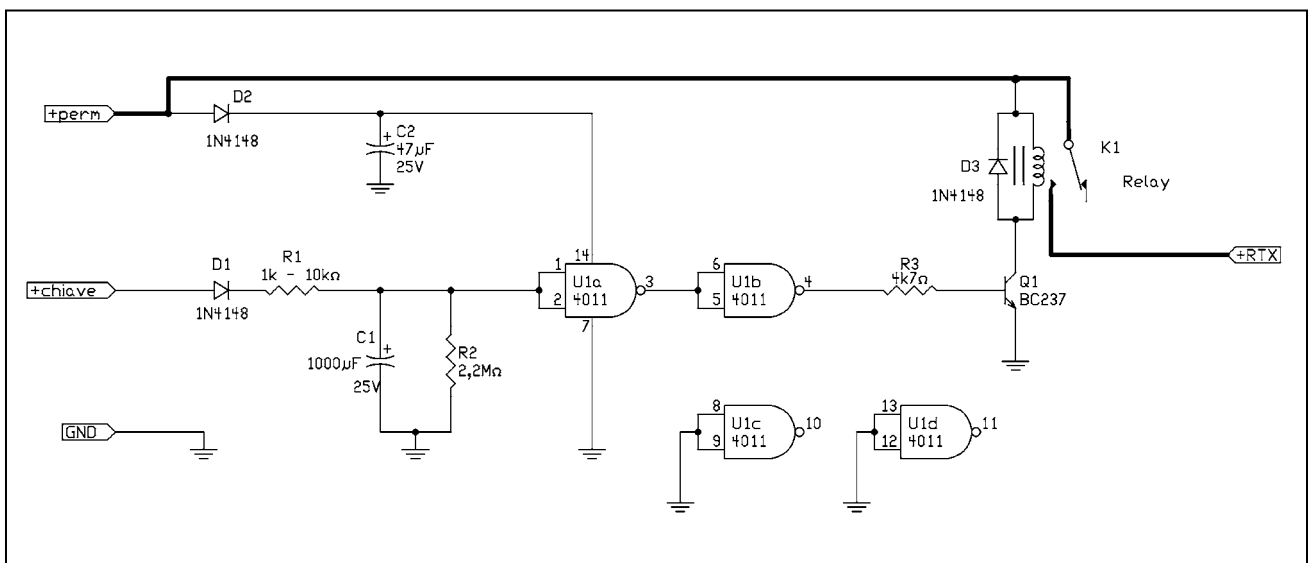 +perm
D2
1N4148
C2
47µF
25V
+
D3
1N4148
K1
Relay
+RTX
+chiave
D1
1N4148
R1
1k - 10kΩ
C1
1000µF
25V
+
R2
2,2MΩ
14
1
2
U1a
4011
3
7
6
5
U1b
4011
4
R3
4k7Ω
Q1
BC237
GND
8
9
U1c
4011
10
13
12
U1d
4011
11